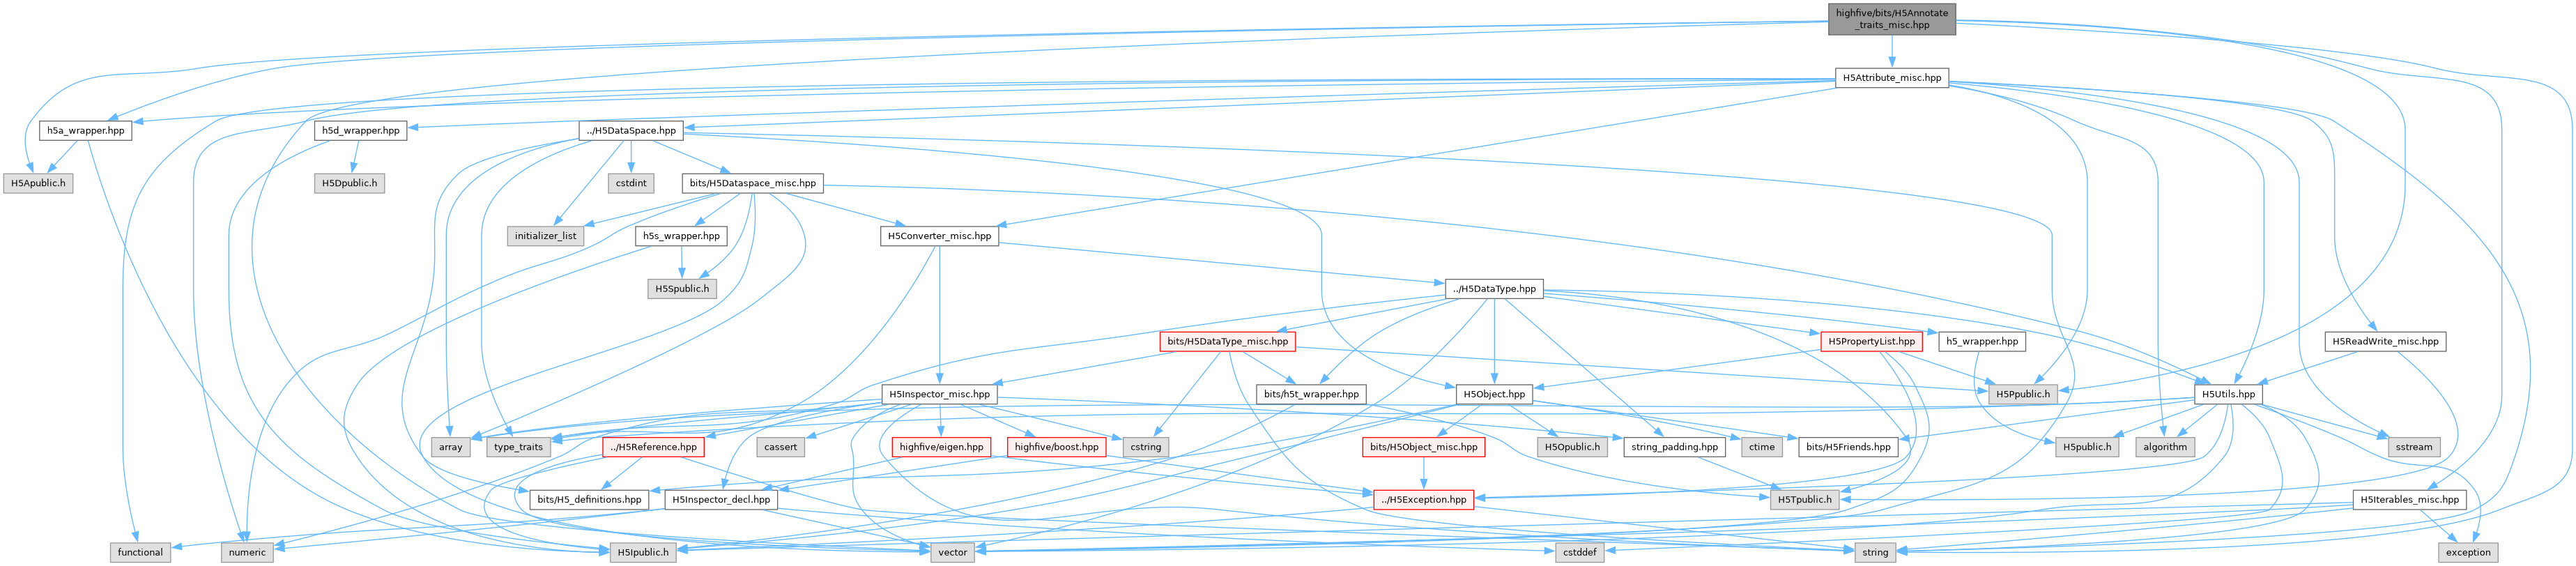 highfive/bits/H5Annotate
_traits_misc.hpp
H5Attribute_misc.hpp
h5a_wrapper.hpp
h5d_wrapper.hpp
../H5DataSpace.hpp
H5Apublic.h
H5Dpublic.h
cstdint
bits/H5Dataspace_misc.hpp
initializer_list
h5s_wrapper.hpp
H5Converter_misc.hpp
H5Spublic.h
../H5DataType.hpp
bits/H5DataType_misc.hpp
H5PropertyList.hpp
h5_wrapper.hpp
H5ReadWrite_misc.hpp
H5Inspector_misc.hpp
bits/h5t_wrapper.hpp
H5Object.hpp
H5Ppublic.h
H5Utils.hpp
array
type_traits
../H5Reference.hpp
cassert
highfive/eigen.hpp
highfive/boost.hpp
cstring
bits/H5Object_misc.hpp
H5Opublic.h
string_padding.hpp
ctime
bits/H5Friends.hpp
H5public.h
algorithm
sstream
bits/H5_definitions.hpp
H5Inspector_decl.hpp
../H5Exception.hpp
H5Tpublic.h
H5Iterables_misc.hpp
functional
numeric
H5Ipublic.h
vector
cstddef
string
exception